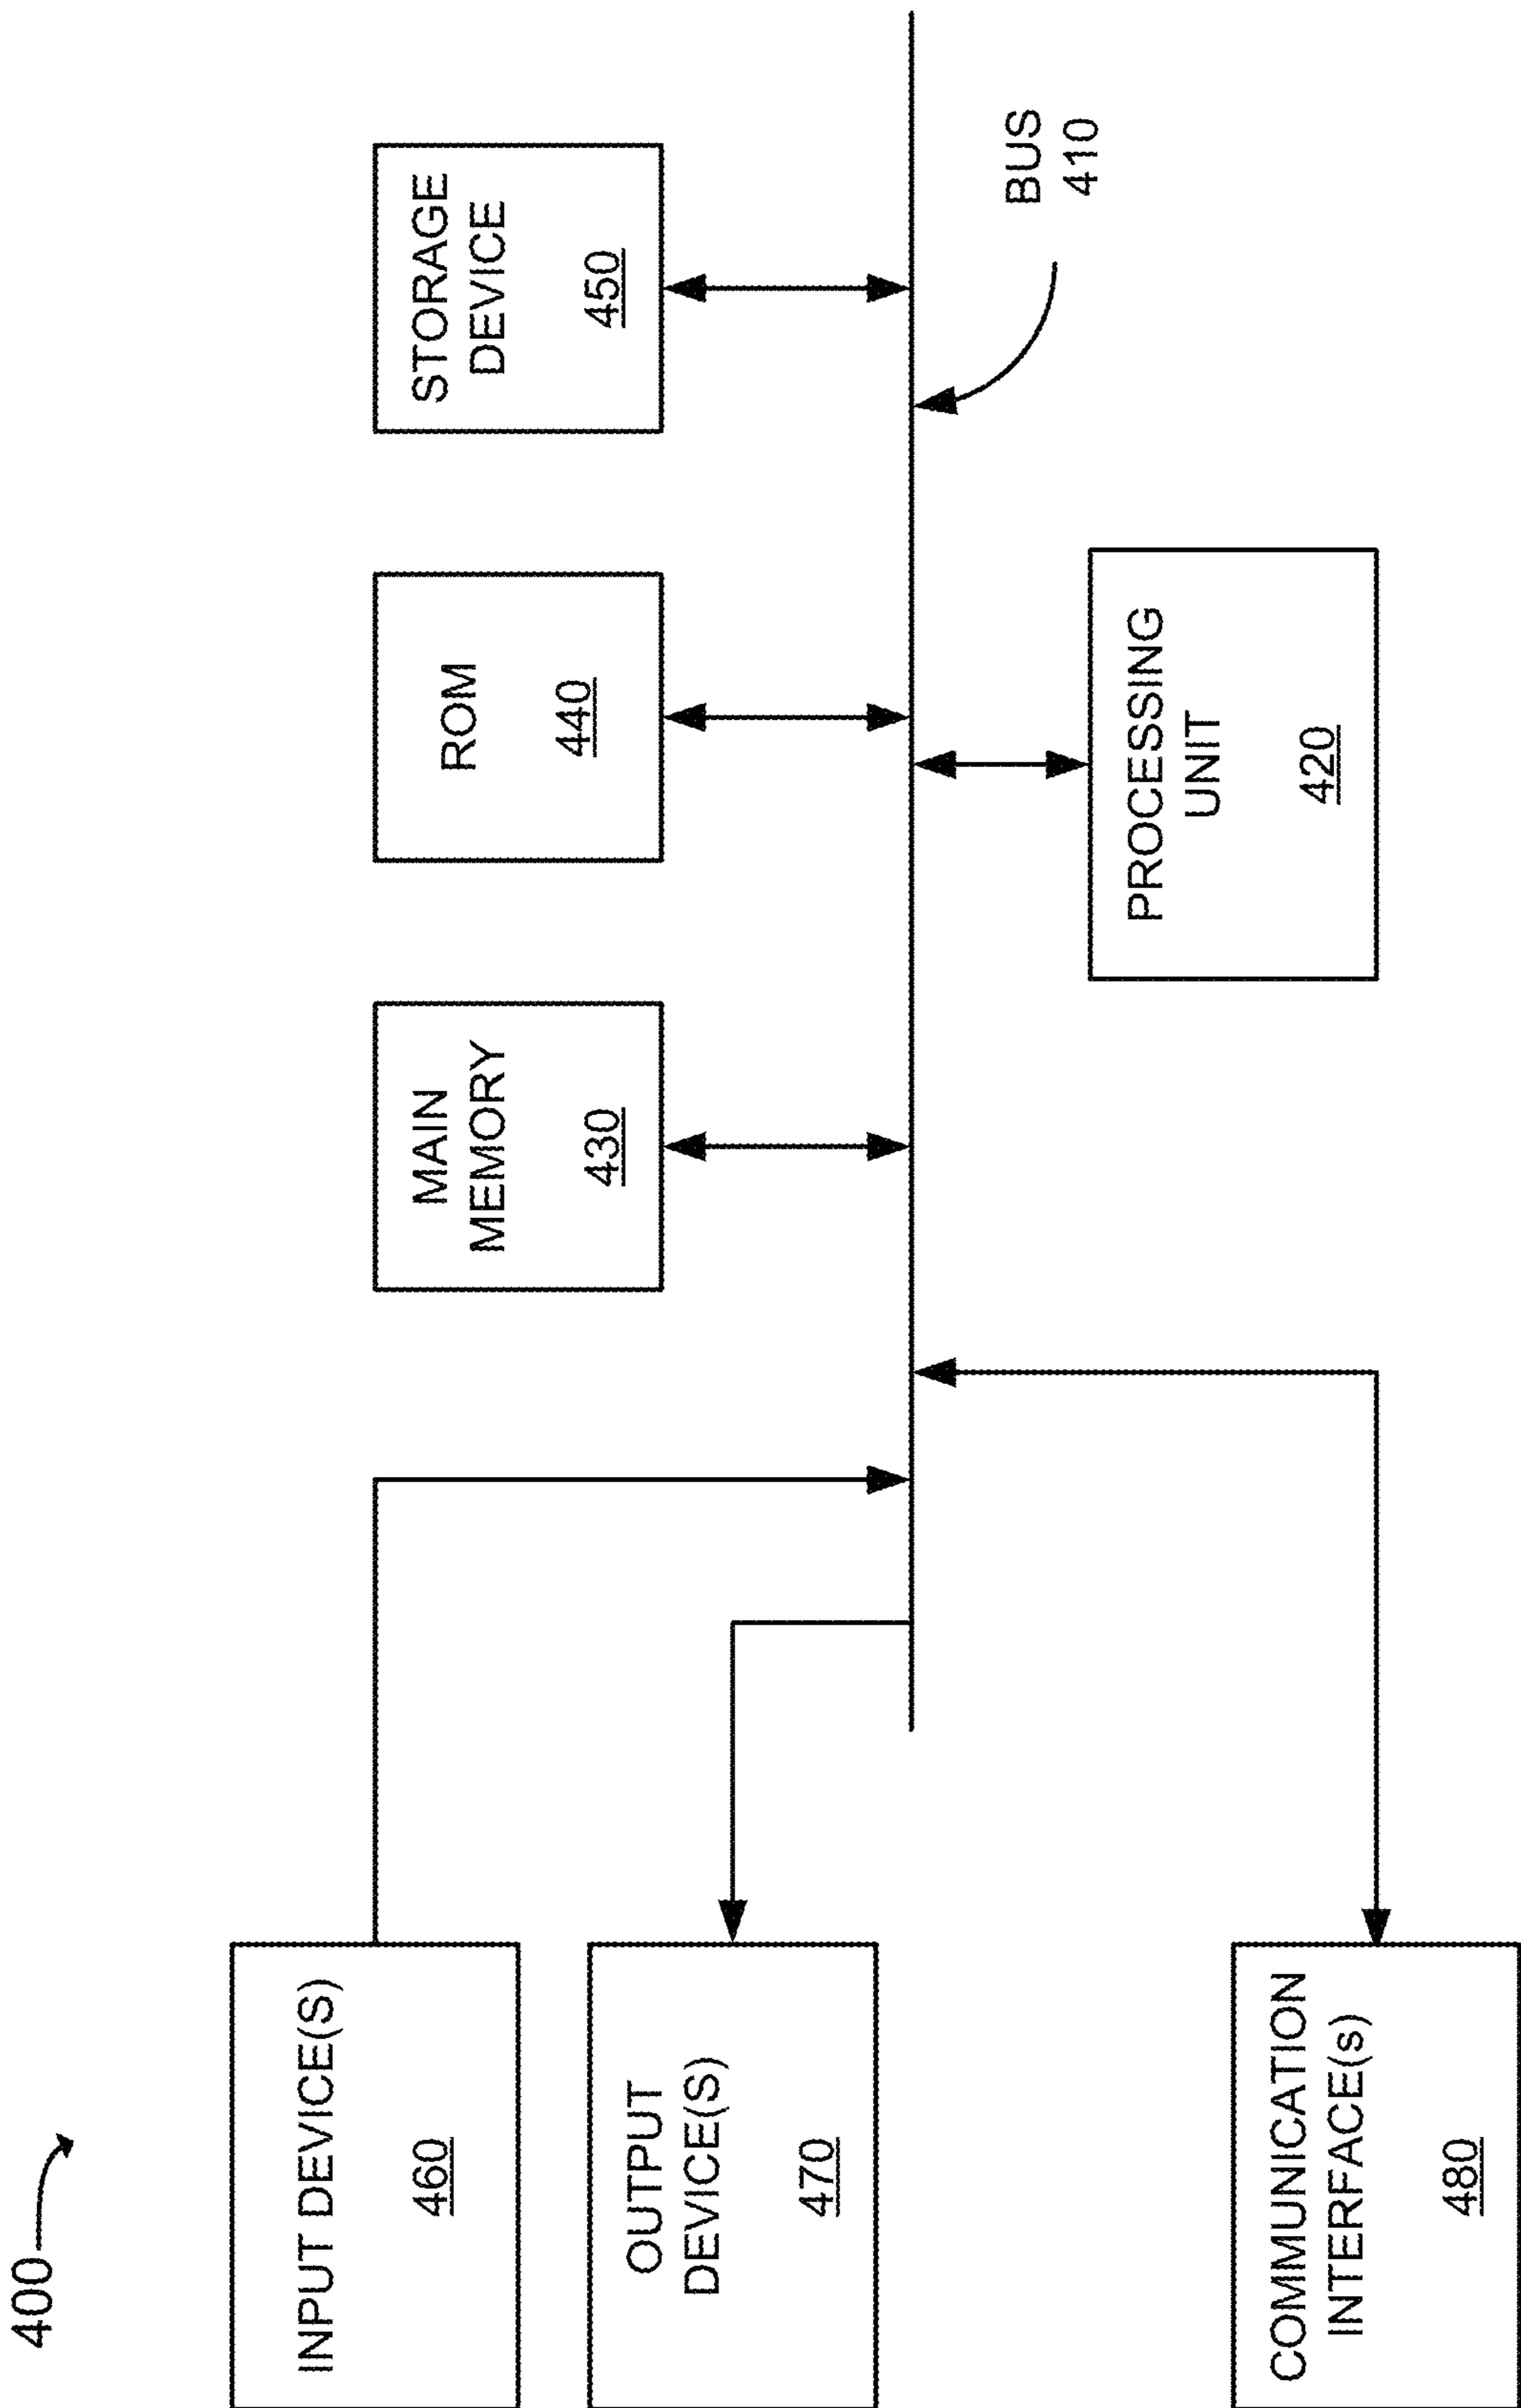 400
INPUT DEVICE(S)
460
OUTPUT
DEVICE(S)
470
COMMUNICATION
INTERFACE(s)
480
MAIN
MEMORY
430
ROM
440
STORAGE
DEVICE
450
PROCESSING
UNIT
420
BUS
410